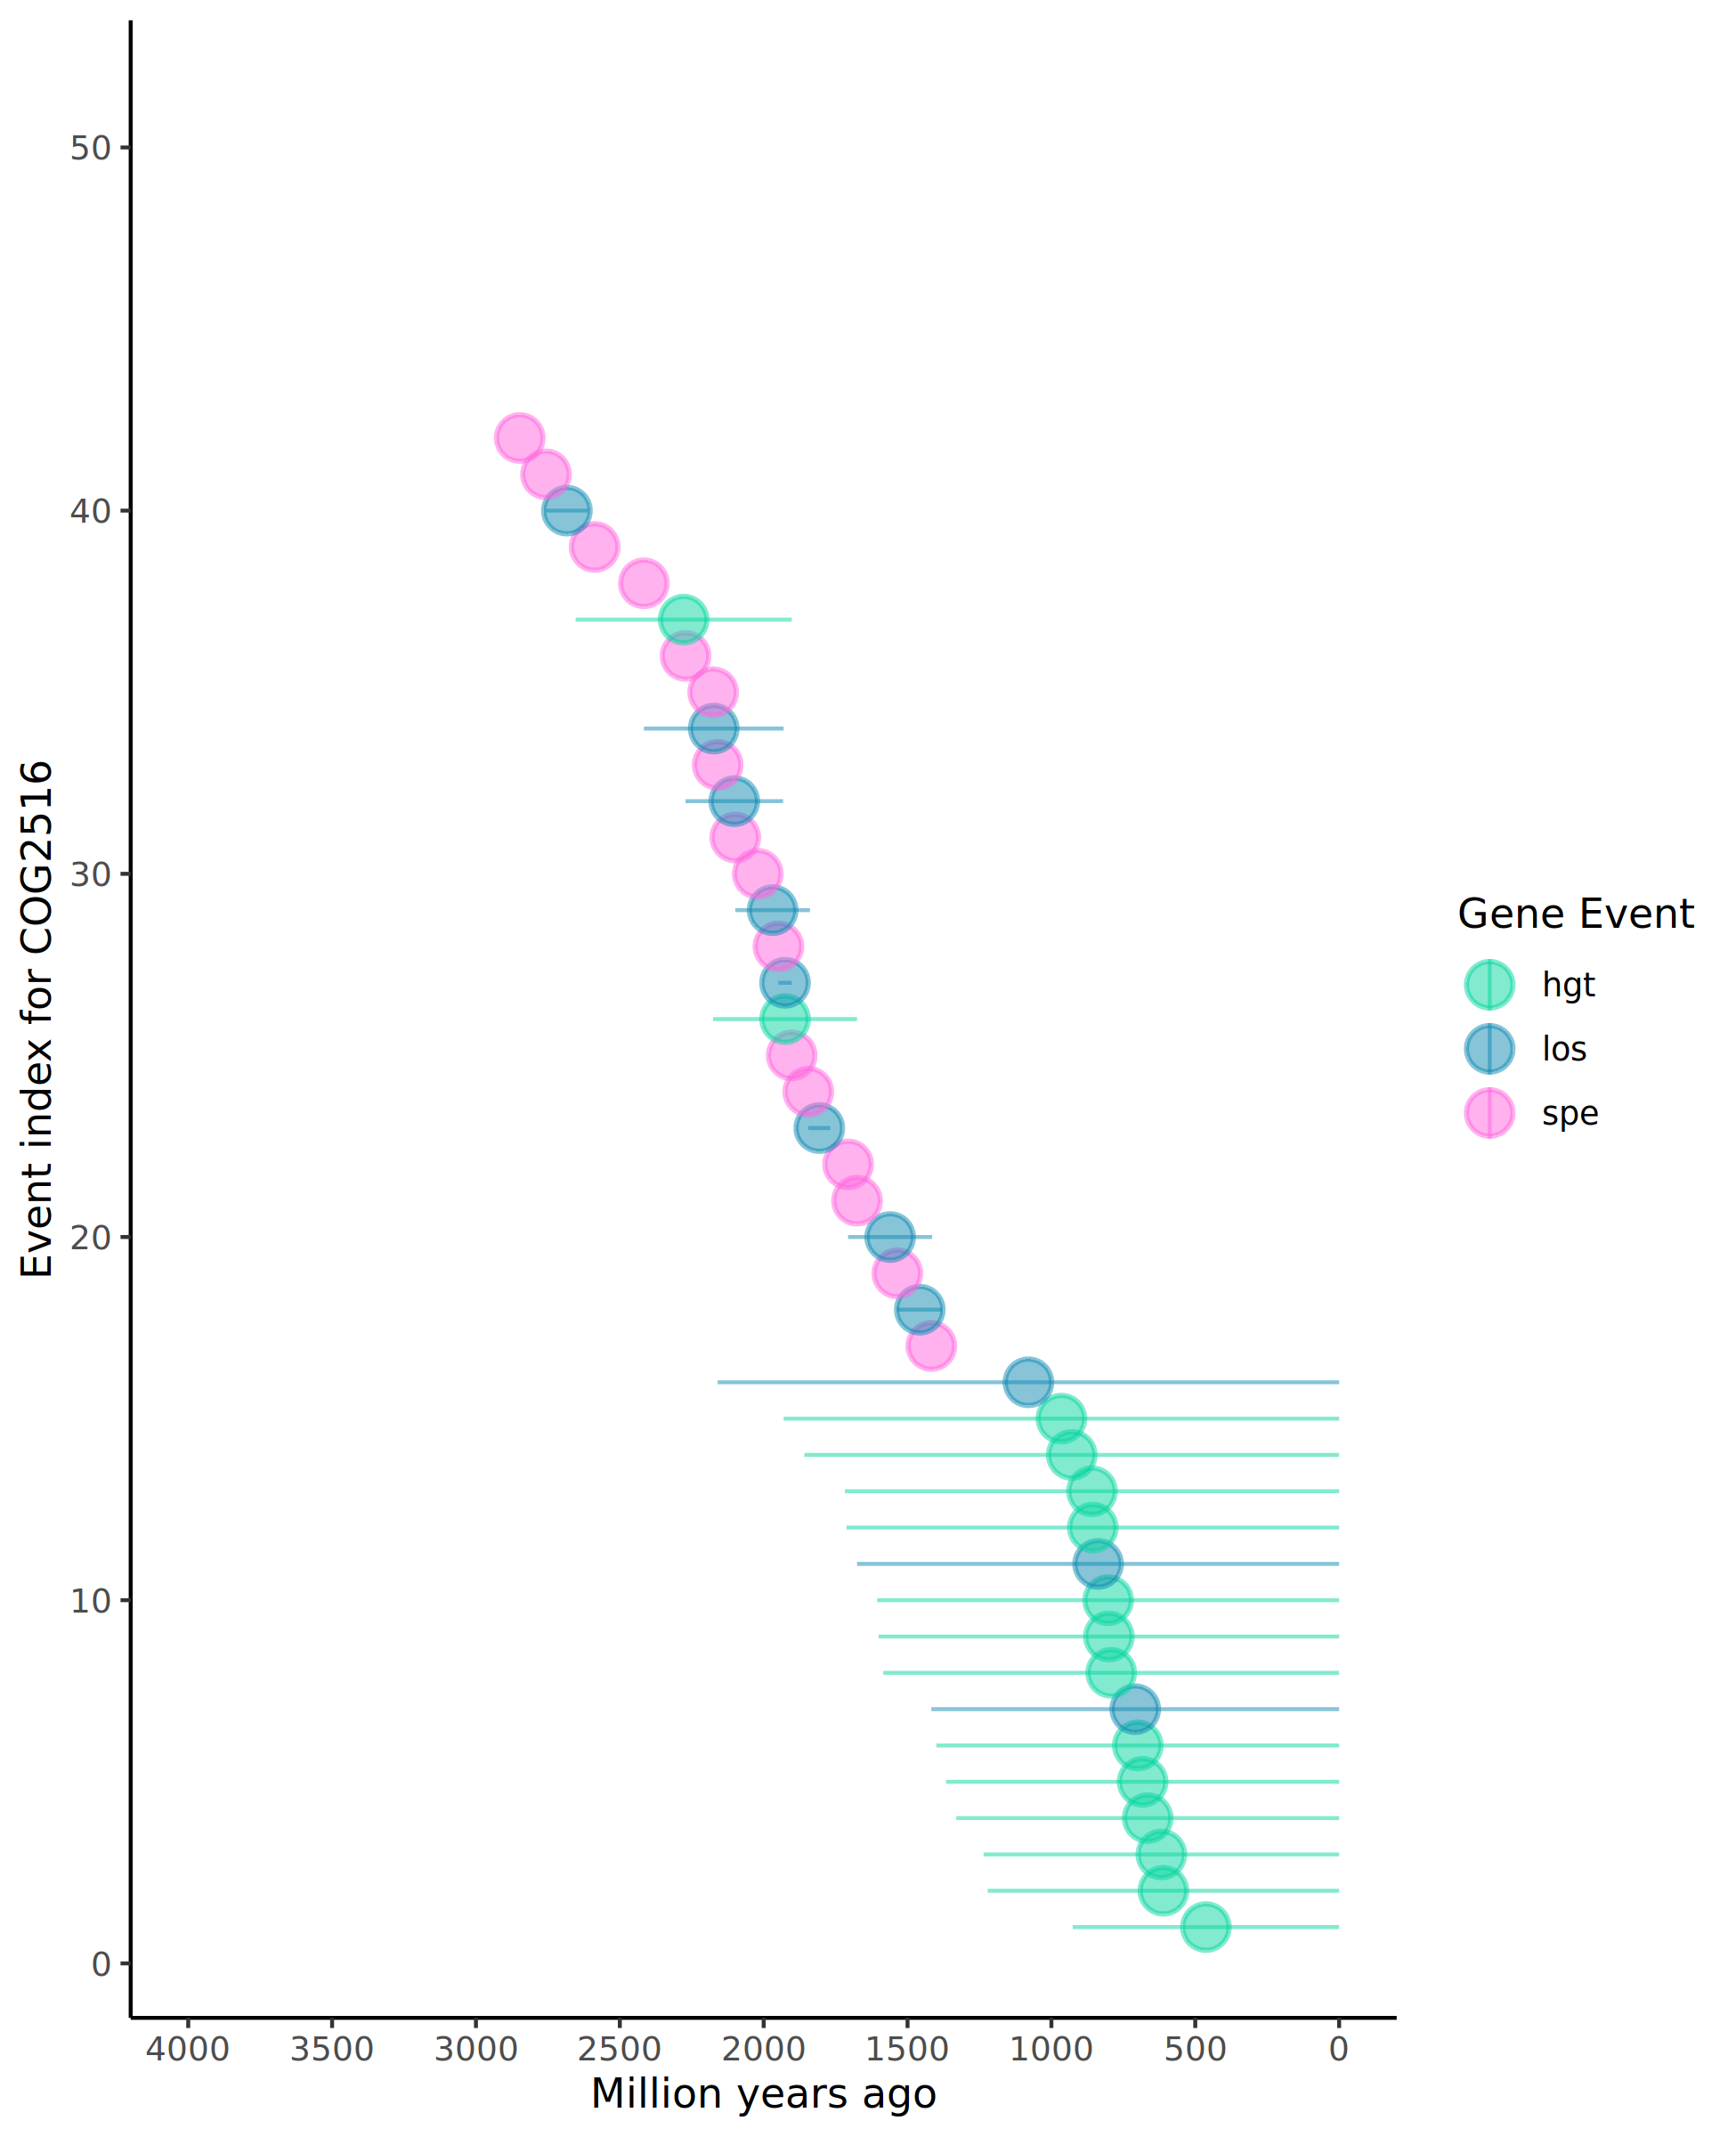 50
40
30
20
10
0
Event index for COG2516
4000 3500 3000 2500 2000 1500 1000 500 0
Million years ago
Gene Event
hgt
los
spe